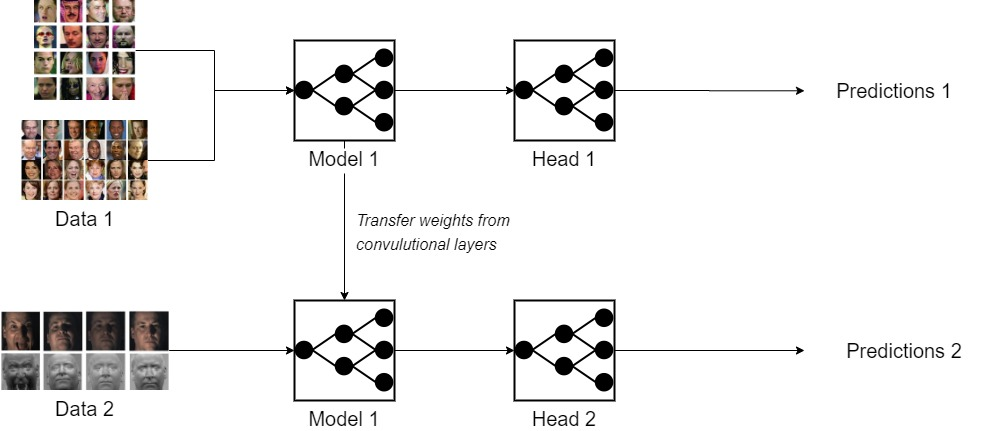 Predictions 1
Model 1
Head 1
Data 1
Transfer weights from
convulutional layers
Predictions 2
Data 2
Model 1
Head 2